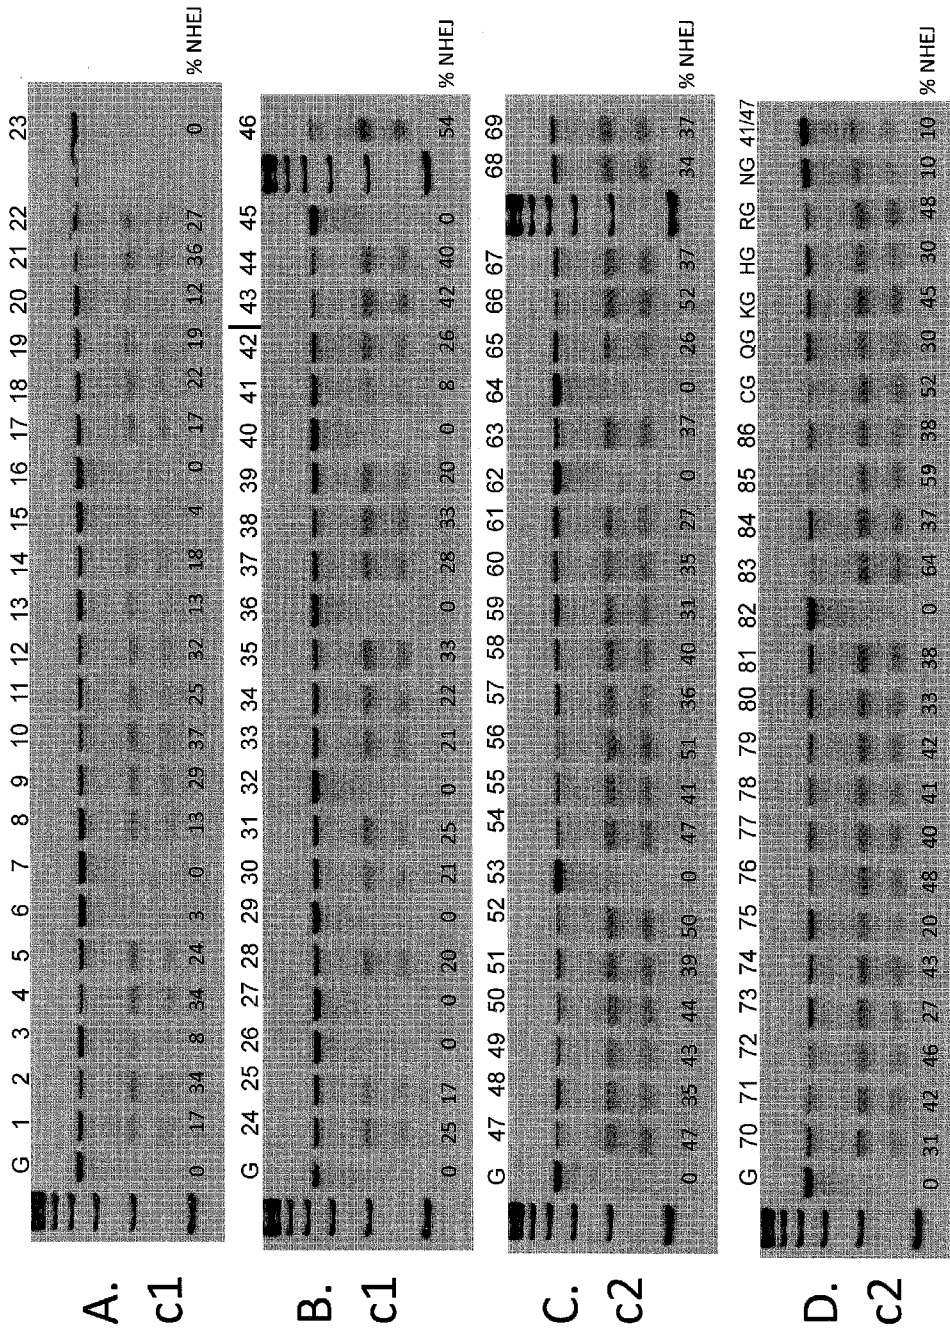 A.
c1
G 1 2 3 4 5 6 7 8 9 10 11 12 13 14 15 16 17 18 19 20 21 22 23
0 17 34 8 34 24 3 0 13 29 37 25 32 13 18 4 0 17 22 19 12 36 27 0 % NHEJ
B.
c1
G 24 25 26 27 28 29 30 31 32 33 34 35 36 37 38 39 40 41 42 43 44 45 46
0 25 17 0 0 20 0 21 25 0 21 22 33 0 28 33 20 0 8 26 42 40 0 54 % NHEJ
C.
c2
G 47 48 49 50 51 52 53 54 55 56 57 58 59 60 61 62 63 64 65 66 67 68 69
0 47 35 43 44 39 50 0 47 41 51 36 40 31 35 27 0 37 0 26 52 37 34 37 % NHEJ
D.
c2
G 70 71 72 73 74 75 76 77 78 79 80 81 82 83 84 85 86 CG QG KG HG RG NG 41/47
0 31 42 46 27 43 20 48 40 41 42 33 38 0 64 37 59 38 52 30 45 30 48 10 10 % NHEJ